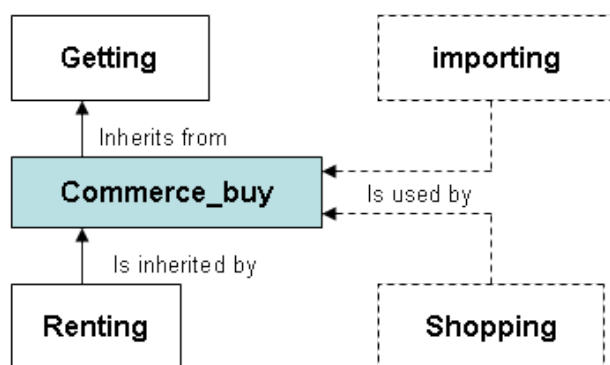 Getting
importing
Inherits from
Commerce_buy
Is used by
Is inherited by
Renting
Shopping